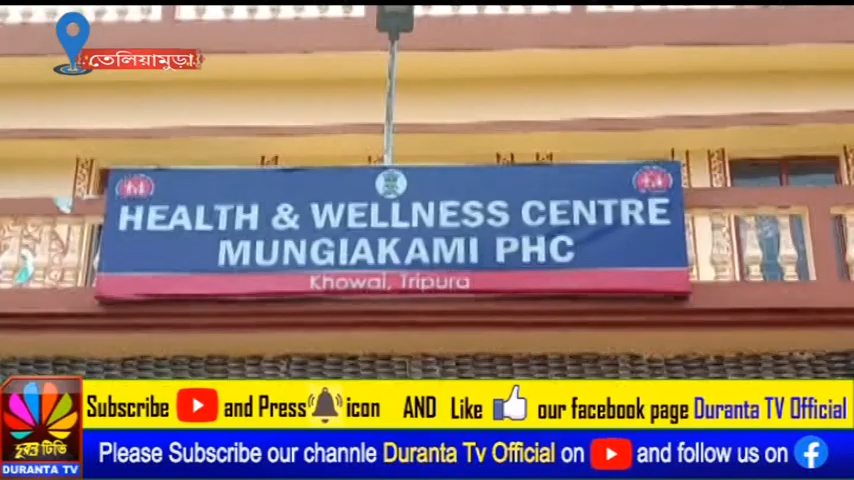 তেলিয়ামুড়া
HEALTH & WELLNESS CENTRE
MUNGIAKAMI PHC
Khowai, Tripura
Subscribe and Press icon AND Like our facebook page Duranta TV Official
দুরন্ত টিভি
DURANTA TV
Please Subscribe our channle Duranta Tv Official on and follow us on